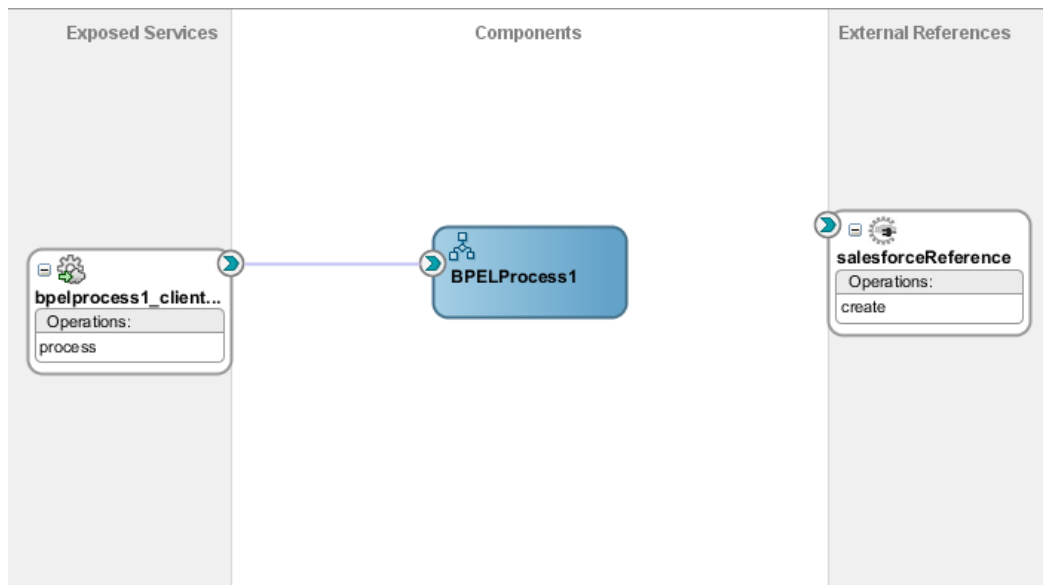 Exposed Services
Components
External References
bpelprocess1_client...
Operations:
process
BPELProcess1
salesforceReference
Operations:
create